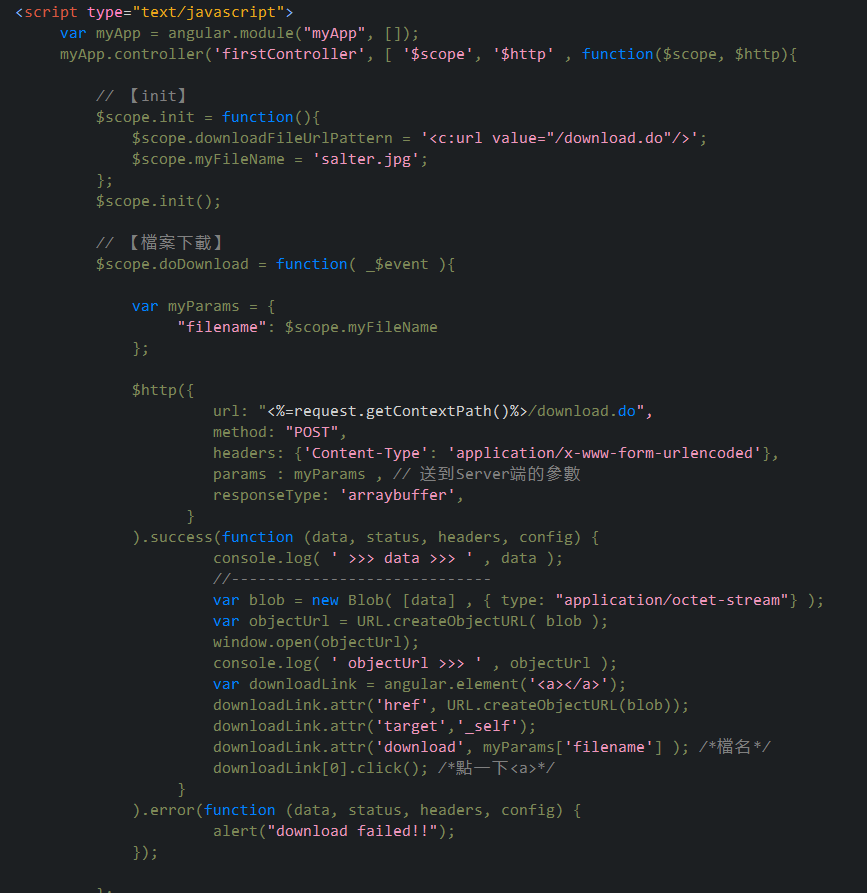 <script type="text/javascript">
     var myApp = angular.module("myApp", []);
     myApp.controller('firstController', [ '$scope', '$http' , function($scope, $http){

         // 【init】
         $scope.init = function(){
             $scope.downloadFileUrlPattern = '<c:url value="/download.do"/>';
             $scope.myFileName = 'salter.jpg';
         };
         $scope.init();

         // 【檔案下載】
         $scope.doDownload = function( _$event ){

             var myParams = {
                  "filename": $scope.myFileName
             };

             $http({
                      url: "<%=request.getContextPath()%>/download.do",
                      method: "POST",
                      headers: {'Content-Type': 'application/x-www-form-urlencoded'},
                      params : myParams , // 送到Server端的參數
                      responseType: 'arraybuffer',
                   }
             ).success(function (data, status, headers, config) {
                      console.log( ' >>> data >>> ' , data );
                      //-----------------------------
                      var blob = new Blob( [data] , { type: "application/octet-stream"} );
                      var objectUrl = URL.createObjectURL( blob );
                      window.open(objectUrl);
                      console.log( ' objectUrl >>> ' , objectUrl );
                      var downloadLink = angular.element('<a></a>');
                      downloadLink.attr('href', URL.createObjectURL(blob));
                      downloadLink.attr('target','_self');
                      downloadLink.attr('download', myParams['filename'] ); /*檔名*/
                      downloadLink[0].click(); /*點一下<a>*/
                  }
             ).error(function (data, status, headers, config) {
                      alert("download failed!!");
             });

         };